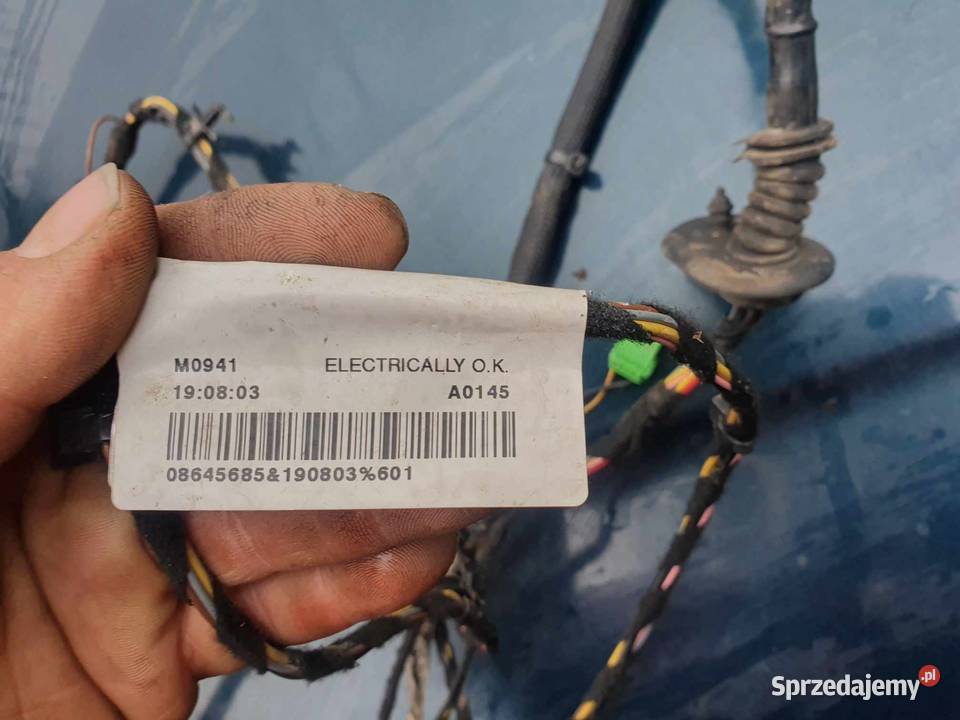 M0941 ELECTRICALLY O.K.
19:08:03 A0145
08645685&190803%601
Sprzedajemy.pl